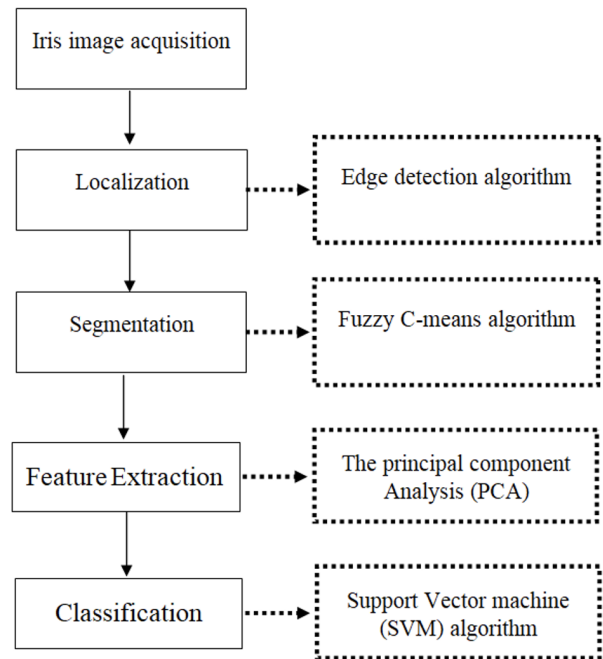 Iris image acquisition
Localization
Edge detection algorithm
Segmentation
Fuzzy C-means algorithm
Feature Extraction
The principal component
Analysis (PCA)
Classification
Support Vector machine
(SVM) algorithm